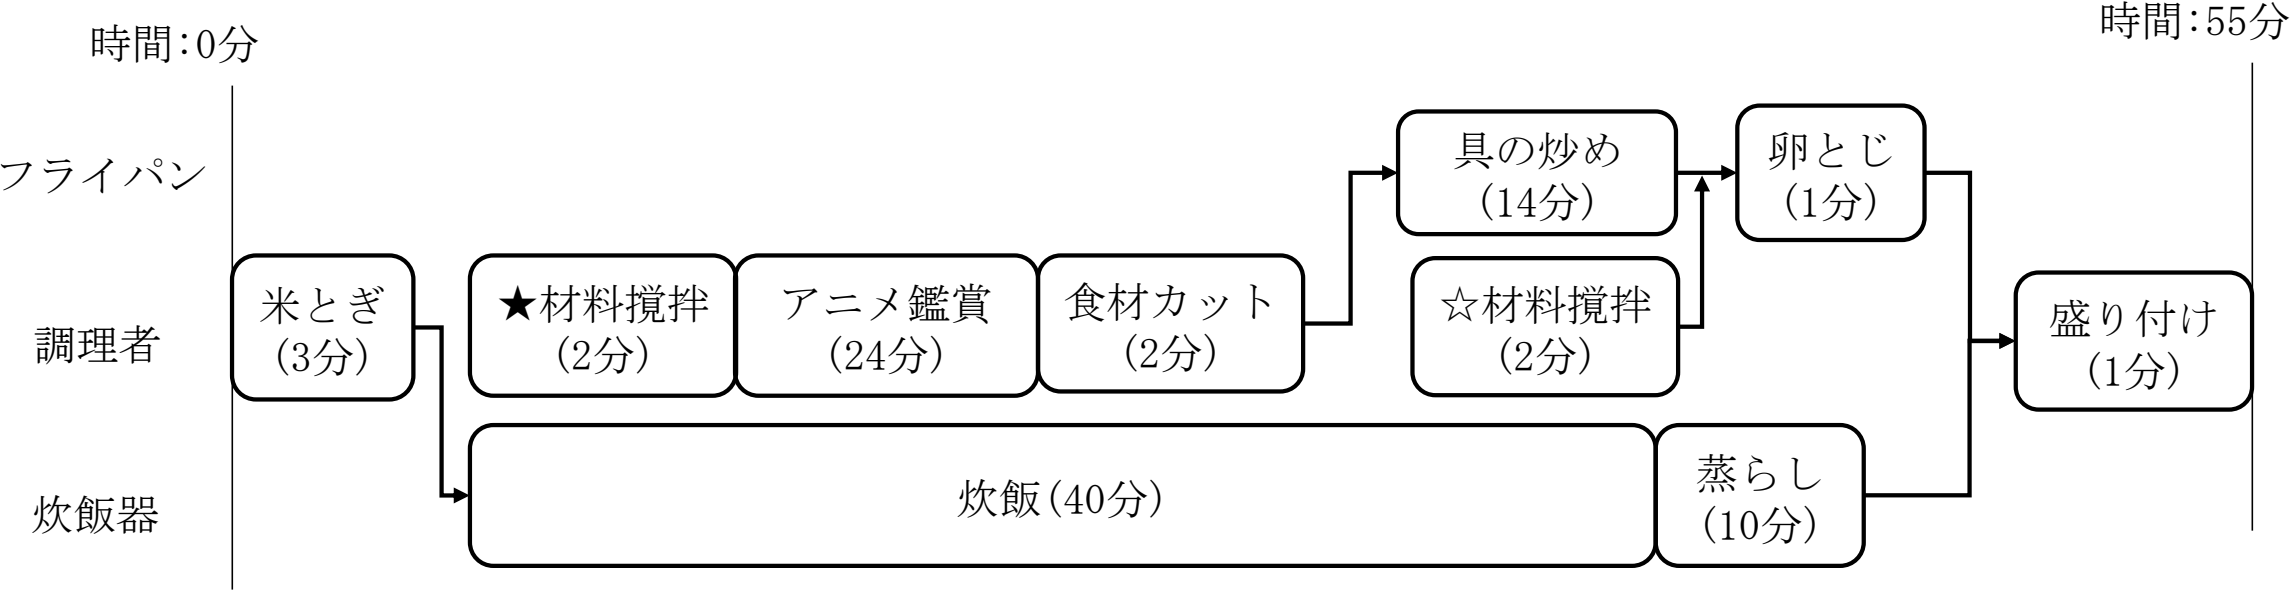 時間:0分
時間:55分
フライパン
具の炒め
(14分)
卵とじ
(1分)
調理者
米とぎ
(3分)
★材料撹拌
(2分)
アニメ鑑賞
(24分)
食材カット
(2分)
☆材料撹拌
(2分)
盛り付け
(1分)
炊飯器
炊飯(40分)
蒸らし
(10分)